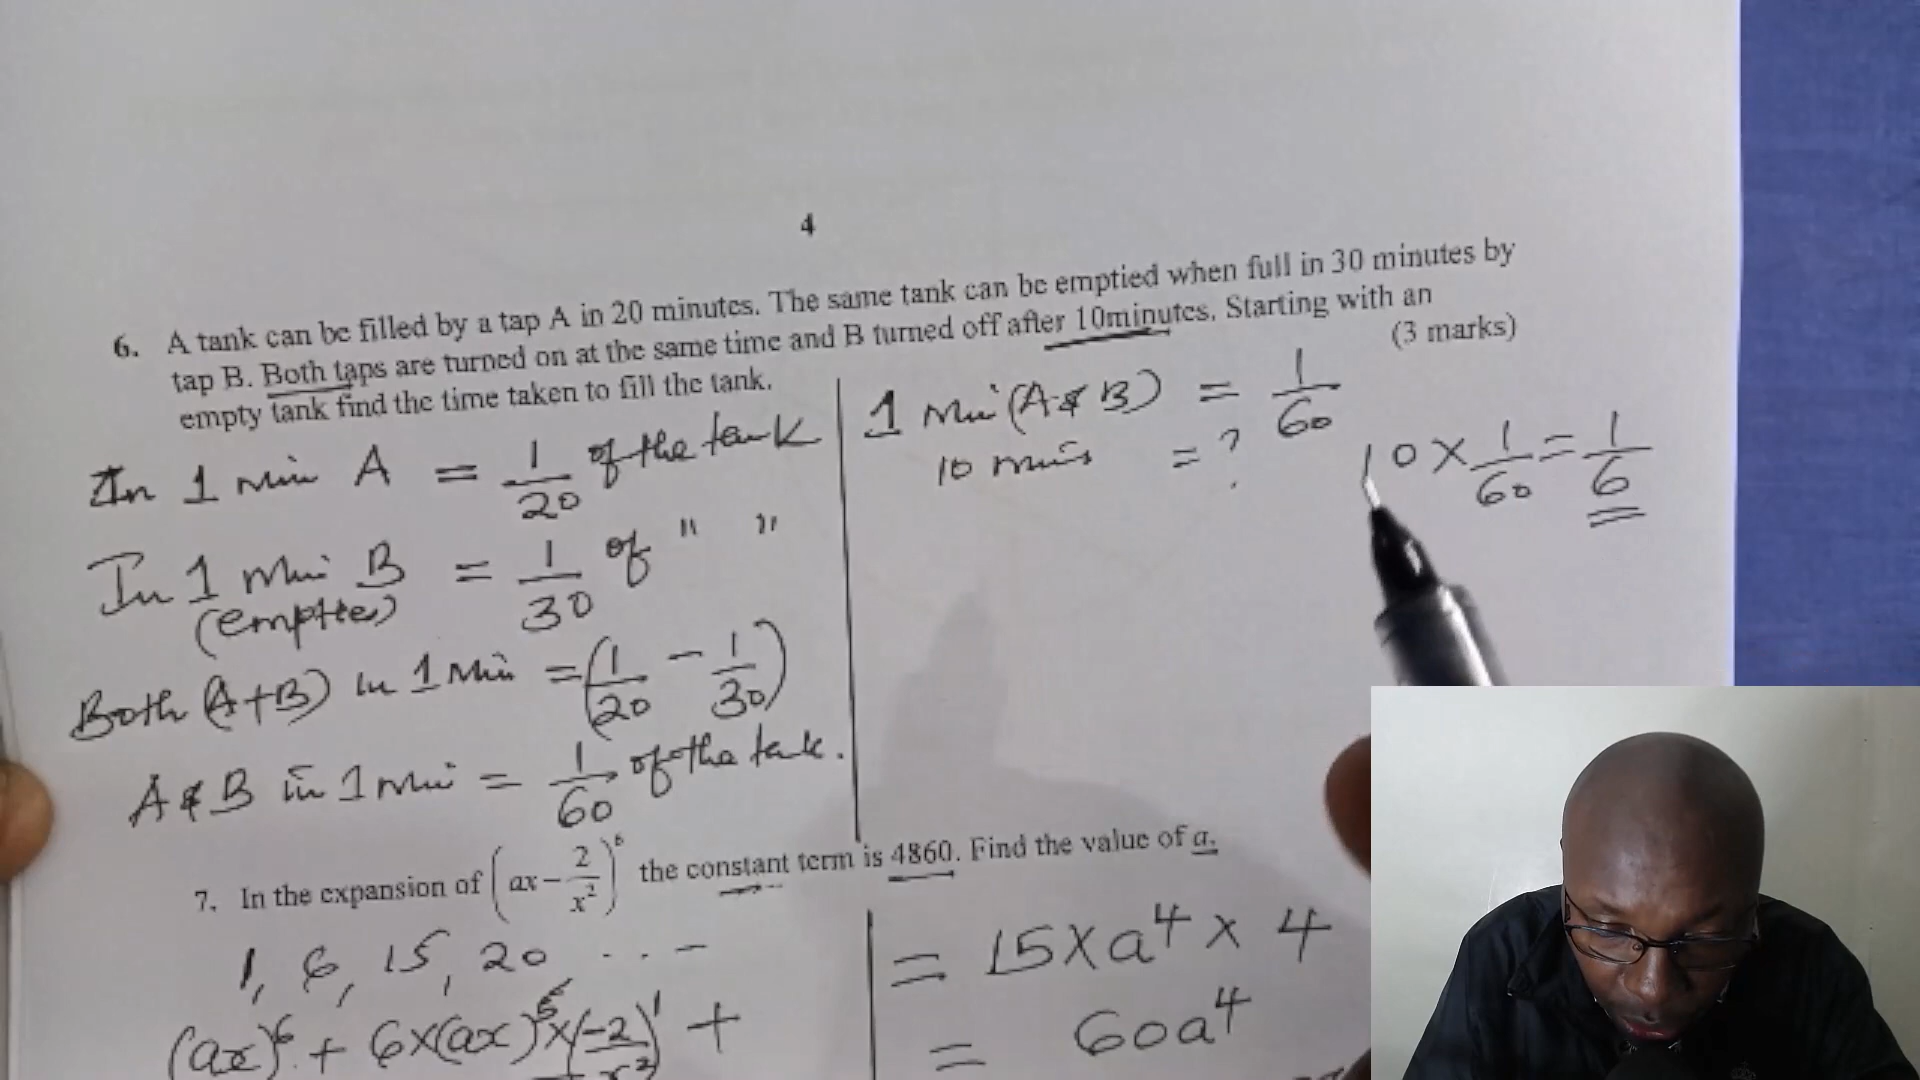 4
6. A tank can be filled by a tap A in 20 minutes. The same tank can be emptied when full in 30 minutes by
tap B. Both taps are turned on at the same time and B turned off after 10minutes. Starting with an
empty tank find the time taken to fill the tank. (3 marks)
In 1 min A = 1/20 of the tank
In 1 min B = 1/30 of " "
(empties)
Both (A+B) in 1 min = (1/20 - 1/30)
A & B in 1 min = 1/60 of the tank.
1 min (A & B) = 1/60
10 mins = ?
10 × 1/60 = 1/6
7. In the expansion of (ax - 2/x²)⁶ the constant term is 4860. Find the value of a.
1, 6, 15, 20, ...-
(ax)⁶ + 6×(ax)⁵×(-2/x²)¹ +
= 15×a⁴×4
= 60a⁴